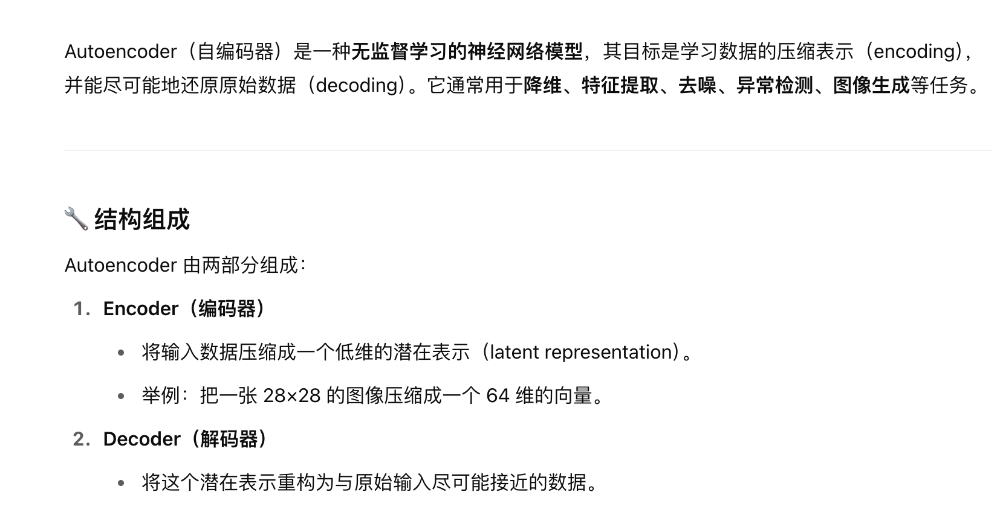 Autoencoder（自编码器）是一种无监督学习的神经网络模型，其目标是学习数据的压缩表示（encoding），
并能尽可能地还原原始数据（decoding）。它通常用于降维、特征提取、去噪、异常检测、图像生成等任务。
🔧 结构组成
Autoencoder 由两部分组成：
1. Encoder（编码器）
• 将输入数据压缩成一个低维的潜在表示（latent representation）。
• 举例：把一张 28×28 的图像压缩成一个 64 维的向量。
2. Decoder（解码器）
• 将这个潜在表示重构为与原始输入尽可能接近的数据。